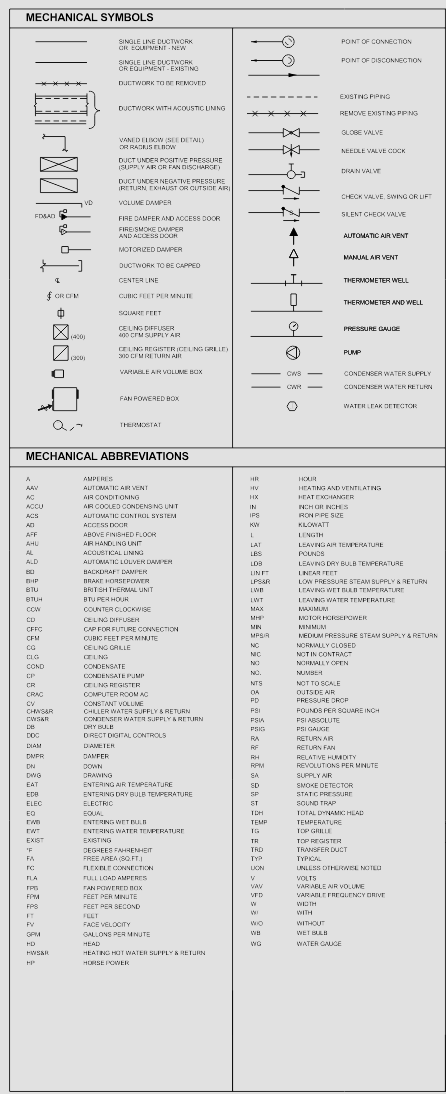 MECHANICAL SYMBOLS
SINGLE LINE DUCTWORK
OR EQUIPMENT - NEW
SINGLE LINE DUCTWORK
OR EQUIPMENT - EXISTING
DUCTWORK TO BE REMOVED
DUCTWORK WITH ACOUSTIC LINING
VANED ELBOW (SEE DETAIL)
OR RADIUS ELBOW
DUCT UNDER POSITIVE PRESSURE
(SUPPLY AIR OR FAN DISCHARGE)
DUCT UNDER NEGATIVE PRESSURE
(RETURN, EXHAUST OR OUTSIDE AIR)
VD VOLUME DAMPER
FD&AD FIRE DAMPER AND ACCESS DOOR
FIRE/SMOKE DAMPER
AND ACCESS DOOR
MOTORIZED DAMPER
DUCTWORK TO BE CAPPED
℄ CENTER LINE
OR CFM CUBIC FEET PER MINUTE
SQUARE FEET
(400) CEILING DIFFUSER
400 CFM SUPPLY AIR
(300) CEILING REGISTER (CEILING GRILLE)
300 CFM RETURN AIR
VARIABLE AIR VOLUME BOX
FAN POWERED BOX
THERMOSTAT
POINT OF CONNECTION
POINT OF DISCONNECTION
EXISTING PIPING
REMOVE EXISTING PIPING
GLOBE VALVE
NEEDLE VALVE COCK
DRAIN VALVE
CHECK VALVE, SWING OR LIFT
SILENT CHECK VALVE
AUTOMATIC AIR VENT
MANUAL AIR VENT
THERMOMETER WELL
THERMOMETER AND WELL
PRESSURE GAUGE
PUMP
CWS CONDENSER WATER SUPPLY
CWR CONDENSER WATER RETURN
WATER LEAK DETECTOR
MECHANICAL ABBREVIATIONS
A AMPERES
AAV AUTOMATIC AIR VENT
AC AIR CONDITIONING
ACCU AIR COOLED CONDENSING UNIT
ACS AUTOMATIC CONTROL SYSTEM
AD ACCESS DOOR
AFF ABOVE FINISHED FLOOR
AHU AIR HANDLING UNIT
AL ACOUSTICAL LINING
ALD AUTOMATIC LOUVER DAMPER
BD BACKDRAFT DAMPER
BHP BRAKE HORSEPOWER
BTU BRITISH THERMAL UNIT
BTUH BTU PER HOUR
CCW COUNTER CLOCKWISE
CD CEILING DIFFUSER
CFFC CAP FOR FUTURE CONNECTION
CFM CUBIC FEET PER MINUTE
CG CEILING GRILLE
CLG CEILING
COND CONDENSATE
CP CONDENSATE PUMP
CR CEILING REGISTER
CRAC COMPUTER ROOM AC
CV CONSTANT VOLUME
CHWS&R CHILLER WATER SUPPLY & RETURN
CWS&R CONDENSER WATER SUPPLY & RETURN
DB DRY BULB
DDC DIRECT DIGITAL CONTROLS
DIAM DIAMETER
DMPR DAMPER
DN DOWN
DWG DRAWING
EAT ENTERING AIR TEMPERATURE
EDB ENTERING DRY BULB TEMPERATURE
ELEC ELECTRIC
EQ EQUAL
EWB ENTERING WET BULB
EWT ENTERING WATER TEMPERATURE
EXIST EXISTING
°F DEGREES FAHRENHEIT
FA FREE AREA (SQ.FT.)
FC FLEXIBLE CONNECTION
FLA FULL LOAD AMPERES
FPB FAN POWERED BOX
FPM FEET PER MINUTE
FPS FEET PER SECOND
FT FEET
FV FACE VELOCITY
GPM GALLONS PER MINUTE
HD HEAD
HWS&R HEATING HOT WATER SUPPLY & RETURN
HP HORSE POWER
HR HOUR
HV HEATING AND VENTILATING
HX HEAT EXCHANGER
IN INCH OR INCHES
IPS IRON PIPE SIZE
KW KILOWATT
L LENGTH
LAT LEAVING AIR TEMPERATURE
LBS POUNDS
LDB LEAVING DRY BULB TEMPERATURE
LIN FT LINEAR FEET
LPS&R LOW PRESSURE STEAM SUPPLY & RETURN
LWB LEAVING WET BULB TEMPERATURE
LWT LEAVING WATER TEMPERATURE
MAX MAXIMUM
MHP MOTOR HORSEPOWER
MIN MINIMUM
MPS/R MEDIUM PRESSURE STEAM SUPPLY & RETURN
NC NORMALLY CLOSED
NIC NOT IN CONTRACT
NO NORMALLY OPEN
NO. NUMBER
NTS NOT TO SCALE
OA OUTSIDE AIR
PD PRESSURE DROP
PSI POUNDS PER SQUARE INCH
PSIA PSI ABSOLUTE
PSIG PSI GAUGE
RA RETURN AIR
RF RETURN FAN
RH RELATIVE HUMIDITY
RPM REVOLUTIONS PER MINUTE
SA SUPPLY AIR
SD SMOKE DETECTOR
SP STATIC PRESSURE
ST SOUND TRAP
TDH TOTAL DYNAMIC HEAD
TEMP TEMPERATURE
TG TOP GRILLE
TR TOP REGISTER
TRD TRANSFER DUCT
TYP TYPICAL
UON UNLESS OTHERWISE NOTED
V VOLTS
VAV VARIABLE AIR VOLUME
VFD VARIABLE FREQUENCY DRIVE
W WIDTH
W/ WITH
W/O WITHOUT
WB WET BULB
WG WATER GAUGE